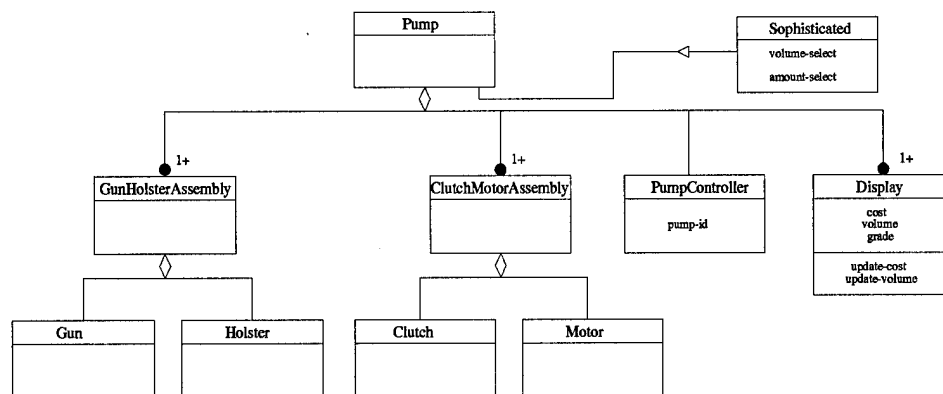 Pump
Sophisticated
volume-select
amount-select
1+
1+
1+
GunHolsterAssembly
ClutchMotorAssembly
PumpController
pump-id
Display
cost
volume
grade
update-cost
update-volume
Gun
Holster
Clutch
Motor